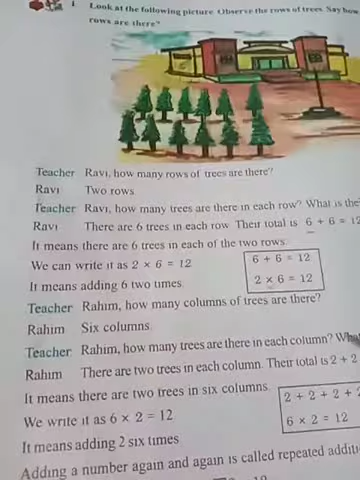 1 Look at the following picture. Observe the rows of trees. Say how
rows are there?
Teacher Ravi, how many rows of trees are there?
Ravi Two rows
Teacher Ravi, how many trees are there in each row? What is the
Ravi There are 6 trees in each row Their total is 6 + 6 = 12
It means there are 6 trees in each of the two rows
We can write it as 2 × 6 = 12
6 + 6 = 12
It means adding 6 two times
2 × 6 = 12
Teacher Rahim, how many columns of trees are there?
Rahim Six columns
Teacher Rahim, how many trees are there in each column?
Rahim There are two trees in each column. Their total is 2 + 2
It means there are two trees in six columns.
2 + 2 + 2 +
We write it as 6 × 2 = 12
6 × 2 = 12
It means adding 2 six times
Adding a number again and again is called repeated